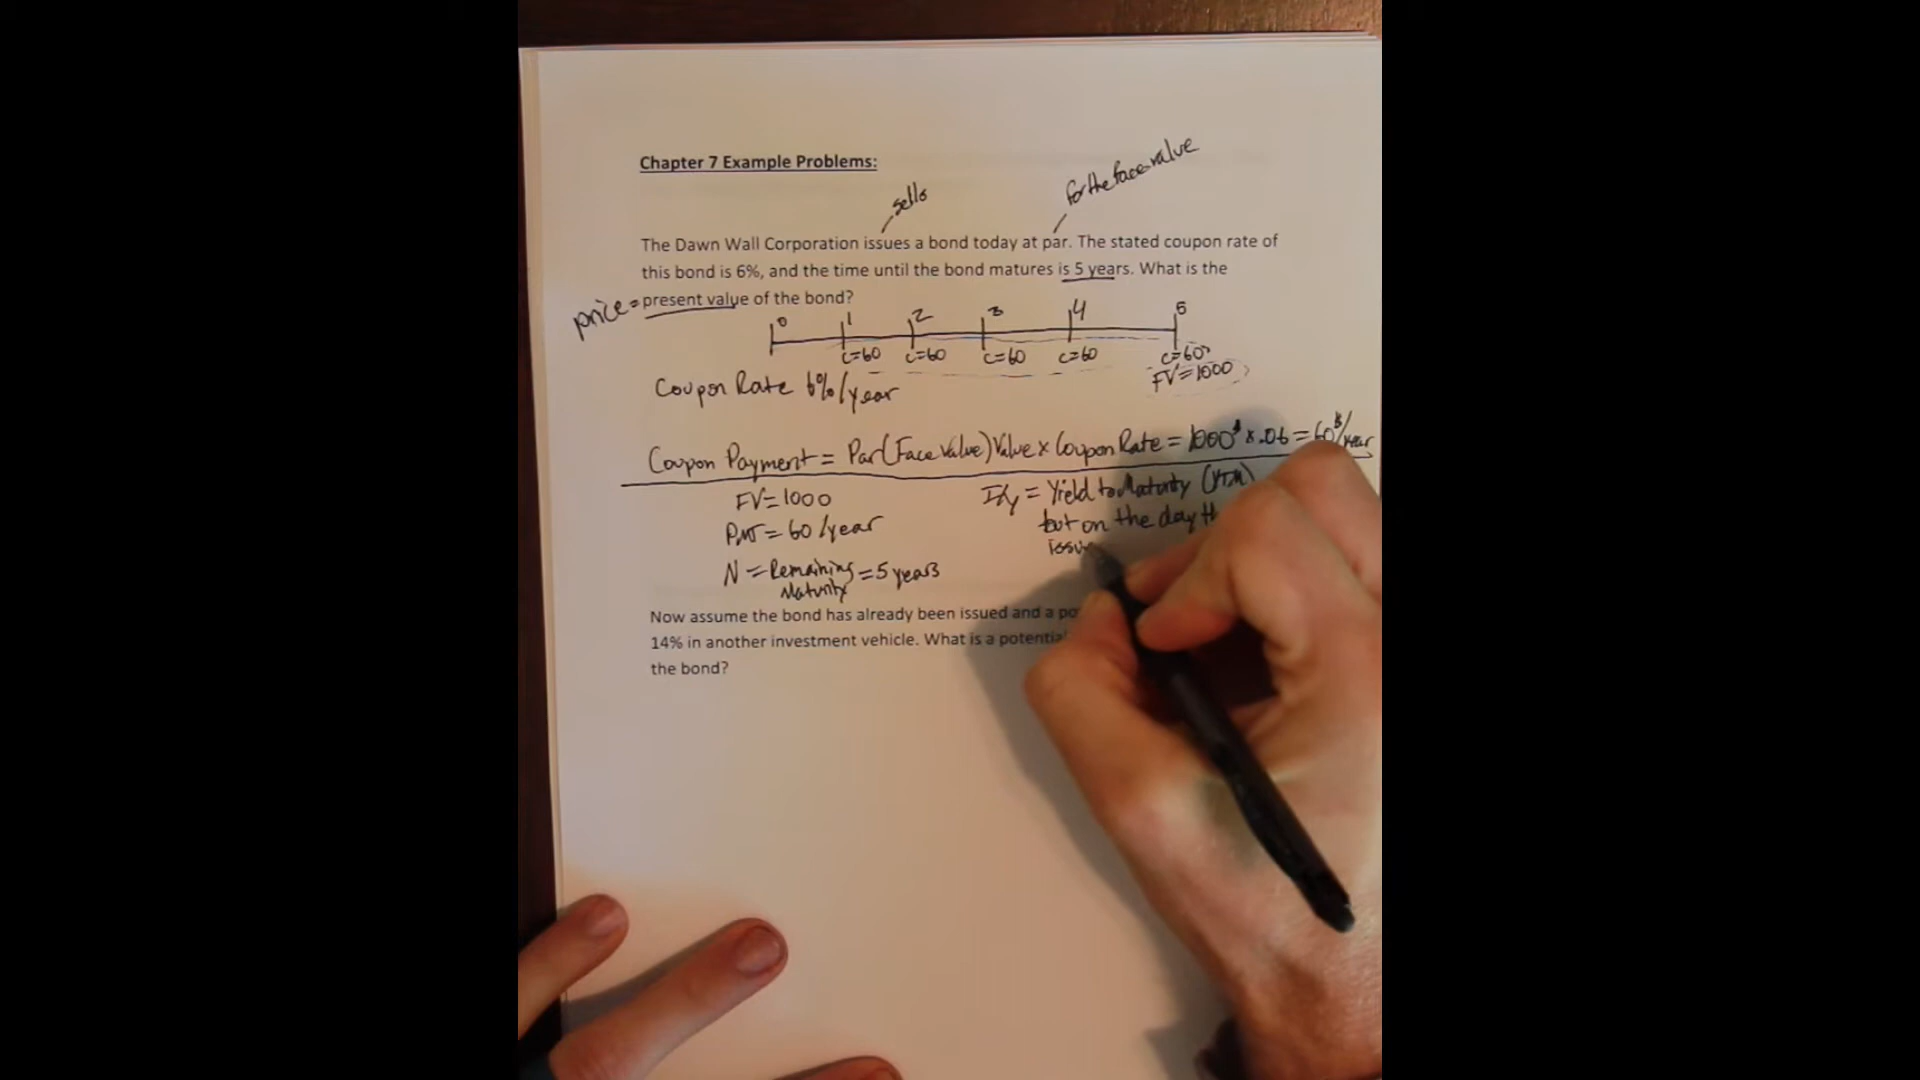 Chapter 7 Example Problems:
sells
for the face value
The Dawn Wall Corporation issues a bond today at par. The stated coupon rate of
this bond is 6%, and the time until the bond matures is 5 years. What is the
price = present value of the bond?
0 1 2 3 4 5
C=60 C=60 C=60 C=60 C=60
FV=1000
Coupon Rate 6%/year
Coupon Payment = Par (Face Value) Value x Coupon Rate = 1000$ x .06 = 60$/year
FV=1000
PMT = 60/year
N = Remaining Maturity = 5 years
I/y = Yield to Maturity (YTM)
but on the day
issu
Now assume the bond has already been issued and a
14% in another investment vehicle. What is a potential
the bond?